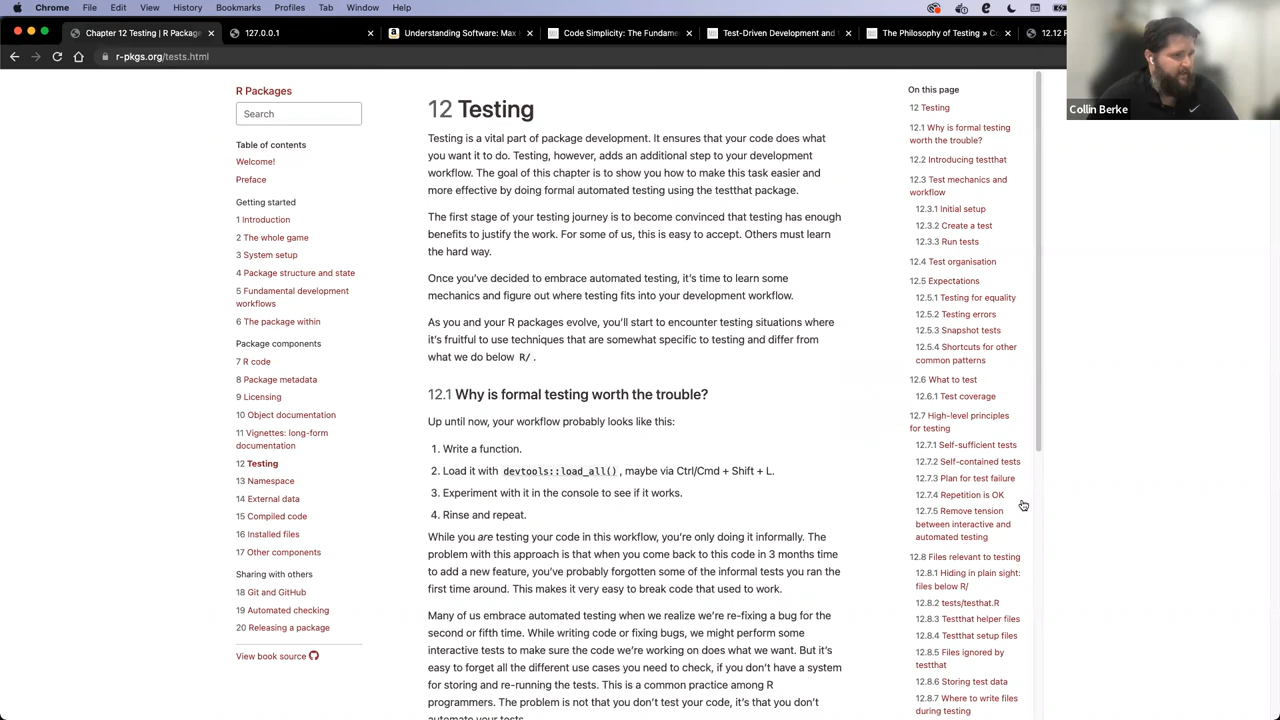 Chrome File Edit View History Bookmarks Profiles Tab Window Help
Chapter 12 Testing | R Package
127.0.0.1
Understanding Software: Max
Code Simplicity: The Fundame
Test-Driven Development and
The Philosophy of Testing »
12.12
r-pkgs.org/tests.html
Collin Berke
R Packages
Search
Table of contents
Welcome!
Preface
Getting started
1 Introduction
2 The whole game
3 System setup
4 Package structure and state
5 Fundamental development
workflows
6 The package within
Package components
7 R code
8 Package metadata
9 Licensing
10 Object documentation
11 Vignettes: long-form
documentation
12 Testing
13 Namespace
14 External data
15 Compiled code
16 Installed files
17 Other components
Sharing with others
18 Git and GitHub
19 Automated checking
20 Releasing a package
View book source
12 Testing
Testing is a vital part of package development. It ensures that your code does what
you want it to do. Testing, however, adds an additional step to your development
workflow. The goal of this chapter is to show you how to make this task easier and
more effective by doing formal automated testing using the testthat package.
The first stage of your testing journey is to become convinced that testing has enough
benefits to justify the work. For some of us, this is easy to accept. Others must learn
the hard way.
Once you've decided to embrace automated testing, it's time to learn some
mechanics and figure out where testing fits into your development workflow.
As you and your R packages evolve, you'll start to encounter testing situations where
it's fruitful to use techniques that are somewhat specific to testing and differ from
what we do below R/ .
12.1 Why is formal testing worth the trouble?
Up until now, your workflow probably looks like this:
1. Write a function.
2. Load it with devtools::load_all() , maybe via Ctrl/Cmd + Shift + L.
3. Experiment with it in the console to see if it works.
4. Rinse and repeat.
While you are testing your code in this workflow, you're only doing it informally. The
problem with this approach is that when you come back to this code in 3 months time
to add a new feature, you've probably forgotten some of the informal tests you ran the
first time around. This makes it very easy to break code that used to work.
Many of us embrace automated testing when we realize we're re-fixing a bug for the
second or fifth time. While writing code or fixing bugs, we might perform some
interactive tests to make sure the code we're working on does what we want. But it's
easy to forget all the different use cases you need to check, if you don't have a system
for storing and re-running the tests. This is a common practice among R
programmers. The problem is not that you don't test your code, it's that you don't
automate your tests.
On this page
12 Testing
12.1 Why is formal testing
worth the trouble?
12.2 Introducing testthat
12.3 Test mechanics and
workflow
12.3.1 Initial setup
12.3.2 Create a test
12.3.3 Run tests
12.4 Test organisation
12.5 Expectations
12.5.1 Testing for equality
12.5.2 Testing errors
12.5.3 Snapshot tests
12.5.4 Shortcuts for other
common patterns
12.6 What to test
12.6.1 Test coverage
12.7 High-level principles
for testing
12.7.1 Self-sufficient tests
12.7.2 Self-contained tests
12.7.3 Plan for test failure
12.7.4 Repetition is OK
12.7.5 Remove tension
between interactive and
automated testing
12.8 Files relevant to testing
12.8.1 Hiding in plain sight:
files below R/
12.8.2 tests/testthat.R
12.8.3 Testthat helper files
12.8.4 Testthat setup files
12.8.5 Files ignored by
testthat
12.8.6 Storing test data
12.8.7 Where to write files
during testing